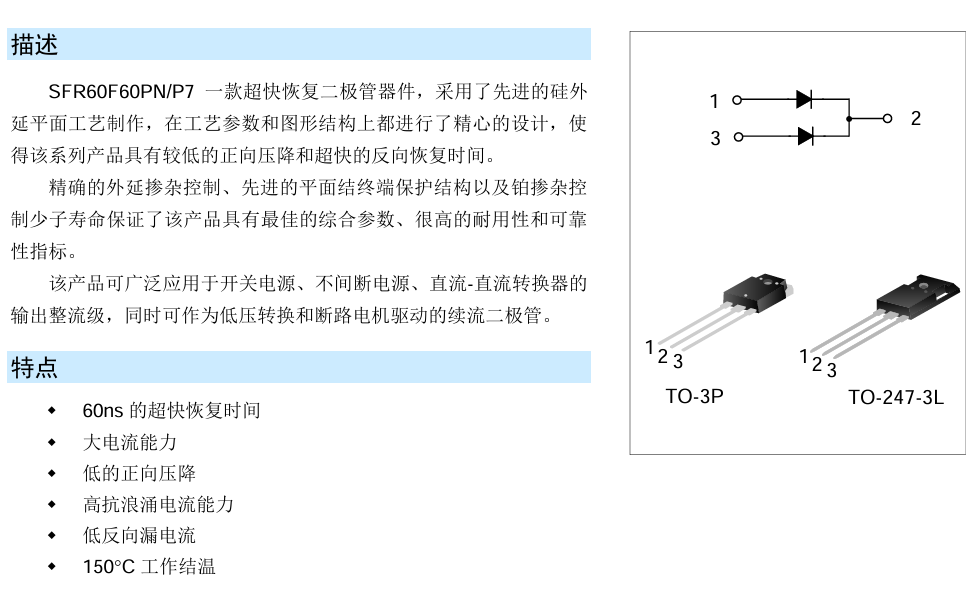 描述
SFR60F60PN/P7 一款超快恢复二极管器件，采用了先进的硅外
延平面工艺制作，在工艺参数和图形结构上都进行了精心的设计，使
得该系列产品具有较低的正向压降和超快的反向恢复时间。
精确的外延掺杂控制、先进的平面结终端保护结构以及铂掺杂控
制少子寿命保证了该产品具有最佳的综合参数、很高的耐用性和可靠
性指标。
该产品可广泛应用于开关电源、不间断电源、直流-直流转换器的
输出整流级，同时可作为低压转换和断路电机驱动的续流二极管。
特点
◆ 60ns 的超快恢复时间
◆ 大电流能力
◆ 低的正向压降
◆ 高抗浪涌电流能力
◆ 低反向漏电流
◆ 150°C 工作结温
1
2
3
1 2 3
TO-3P
1 2 3
TO-247-3L